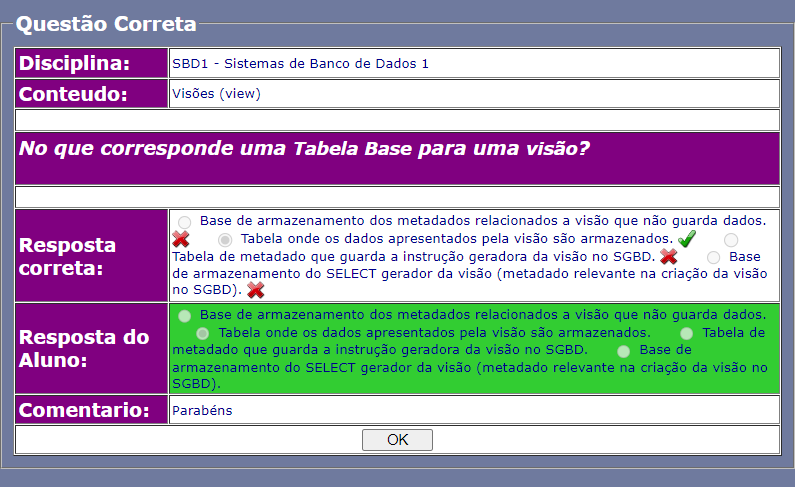 Questão Correta
Disciplina:
SBD1 - Sistemas de Banco de Dados 1
Conteudo:
Visões (view)
No que corresponde uma Tabela Base para uma visão?
Resposta correta:
Base de armazenamento dos metadados relacionados a visão que não guarda dados.
Tabela onde os dados apresentados pela visão são armazenados.
Tabela de metadado que guarda a instrução geradora da visão no SGBD. Base
de armazenamento do SELECT gerador da visão (metadado relevante na criação da visão
no SGBD).
Resposta do Aluno:
Base de armazenamento dos metadados relacionados a visão que não guarda dados.
Tabela onde os dados apresentados pela visão são armazenados. Tabela de
metadado que guarda a instrução geradora da visão no SGBD. Base de
armazenamento do SELECT gerador da visão (metadado relevante na criação da visão no
SGBD).
Comentario:
Parabéns
OK